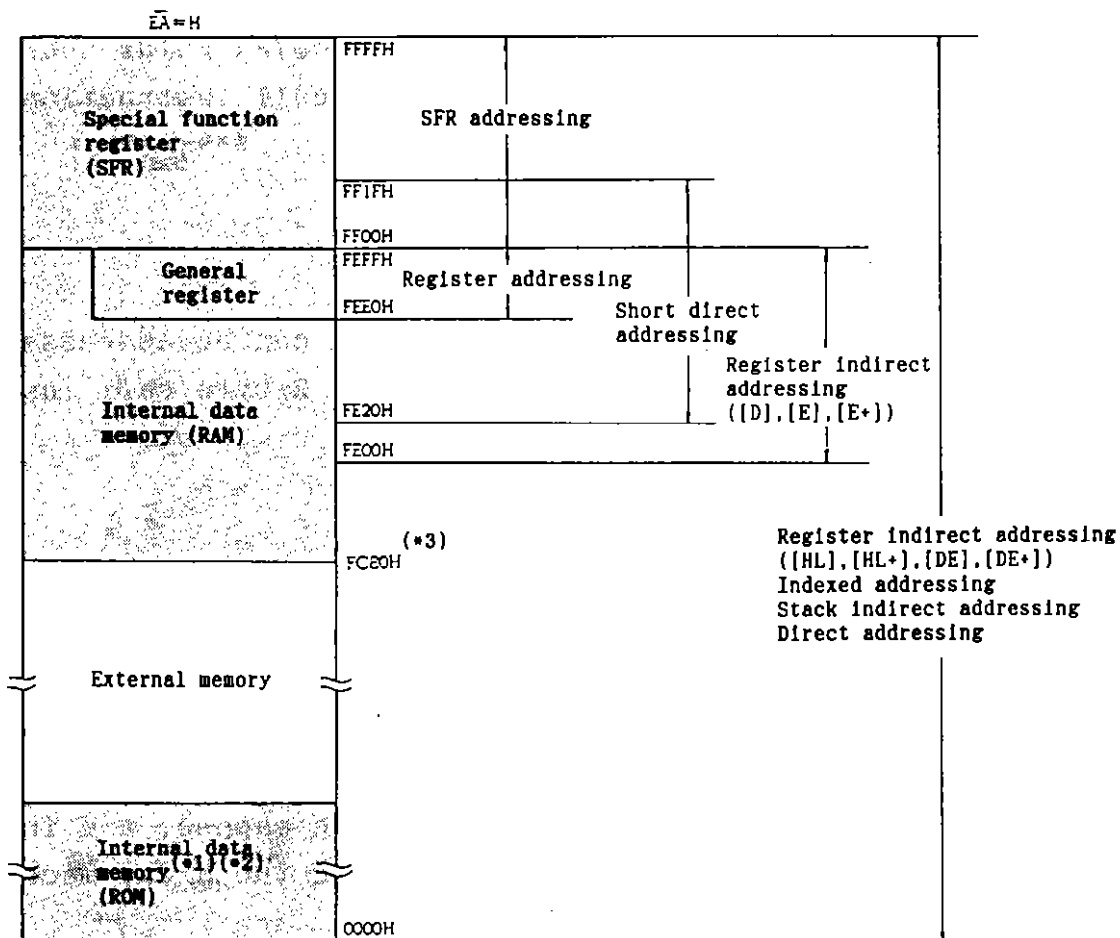 EA=H
FFFFH
Special function
register
(SFR)
SFR addressing
FF1FH
FF00H
General
register
FEFFH
Register addressing
FEE0H
Short direct
addressing
Register indirect
addressing
([D],[E],[E+])
Internal data
memory (RAM)
FE20H
FE00H
(*3)
FC80H
Register indirect addressing
([HL],[HL+],[DE],[DE+])
Indexed addressing
Stack indirect addressing
Direct addressing
External memory
Internal data
memory(*1)(*2)
(ROM)
0000H